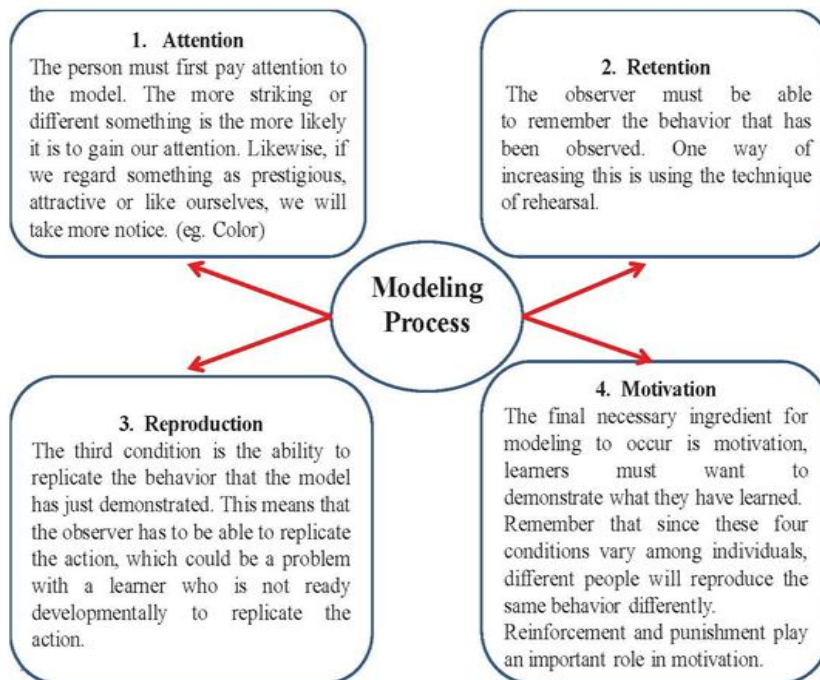 1. Attention
The person must first pay attention to
the model. The more striking or
different something is the more likely
it is to gain our attention. Likewise, if
we regard something as prestigious,
attractive or like ourselves, we will
take more notice. (eg. Color)
2. Retention
The observer must be able
to remember the behavior that has
been observed. One way of
increasing this is using the technique
of rehearsal.
Modeling
Process
3. Reproduction
The third condition is the ability to
replicate the behavior that the model
has just demonstrated. This means that
the observer has to be able to replicate
the action, which could be a problem
with a learner who is not ready
developmentally to replicate the
action.
4. Motivation
The final necessary ingredient for
modeling to occur is motivation,
learners must want to
demonstrate what they have learned.
Remember that since these four
conditions vary among individuals,
different people will reproduce the
same behavior differently.
Reinforcement and punishment play
an important role in motivation.